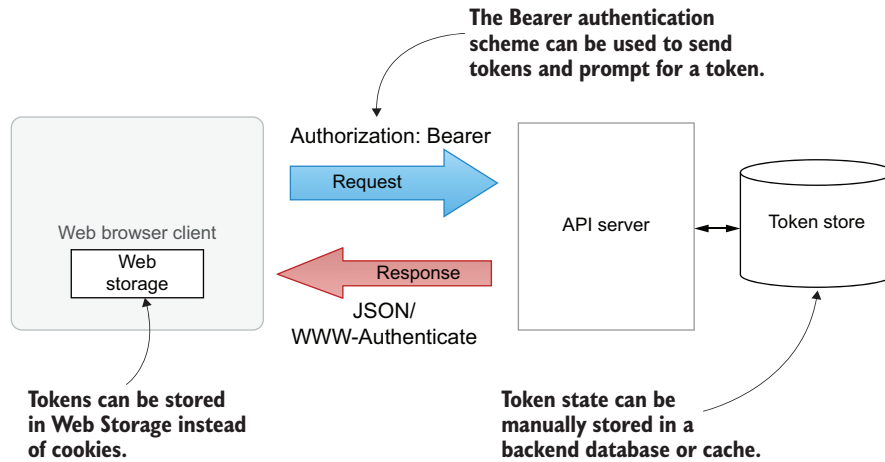 The Bearer authentication
scheme can be used to send
tokens and prompt for a token.
Authorization: Bearer
Request
Web browser client
Web
storage
Response
JSON/
WWW-Authenticate
API server
Token store
Tokens can be stored
in Web Storage instead
of cookies.
Token state can be
manually stored in a
backend database or cache.